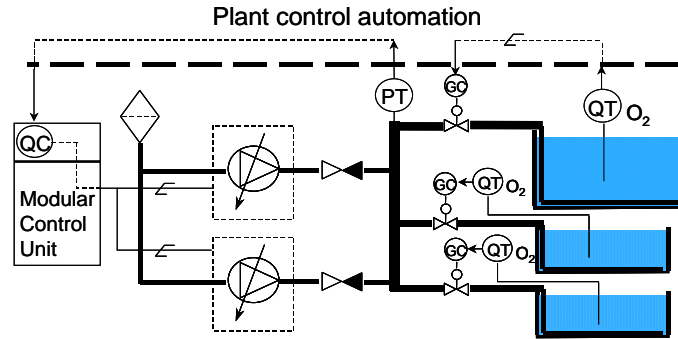 Plant control automation
GC
PT
QT O2
QC
Modular
Control
Unit
GC QT O2
GC QT O2